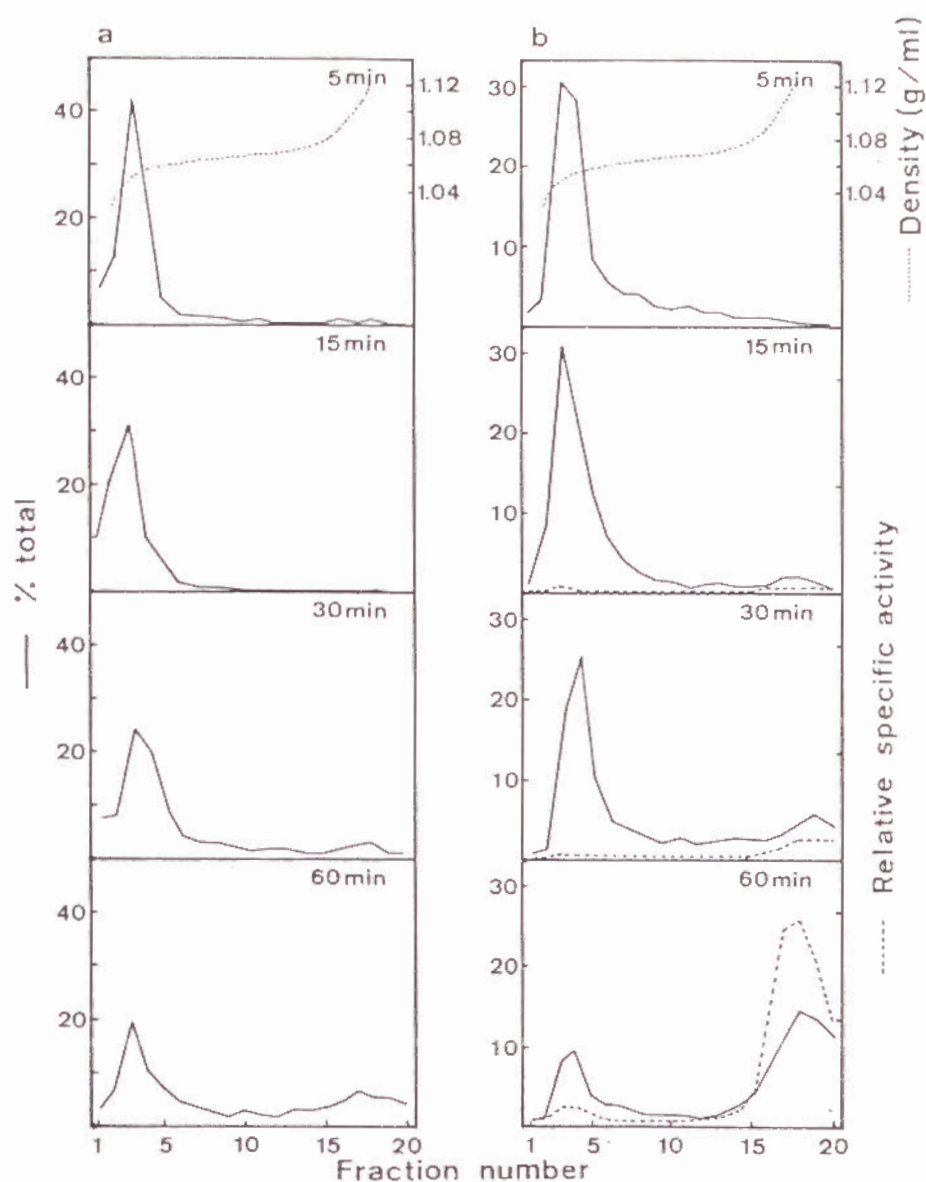 a
b
5 min
40
20
1.12
1.08
1.04
5 min
30
20
10
1.12
1.08
1.04
Density (g/ml)
15 min
40
20
15 min
30
20
10
% total
30 min
40
20
30 min
30
20
10
Relative specific activity
60 min
40
20
60 min
30
20
10
1 5 10 15 20
1 5 10 15 20
Fraction number